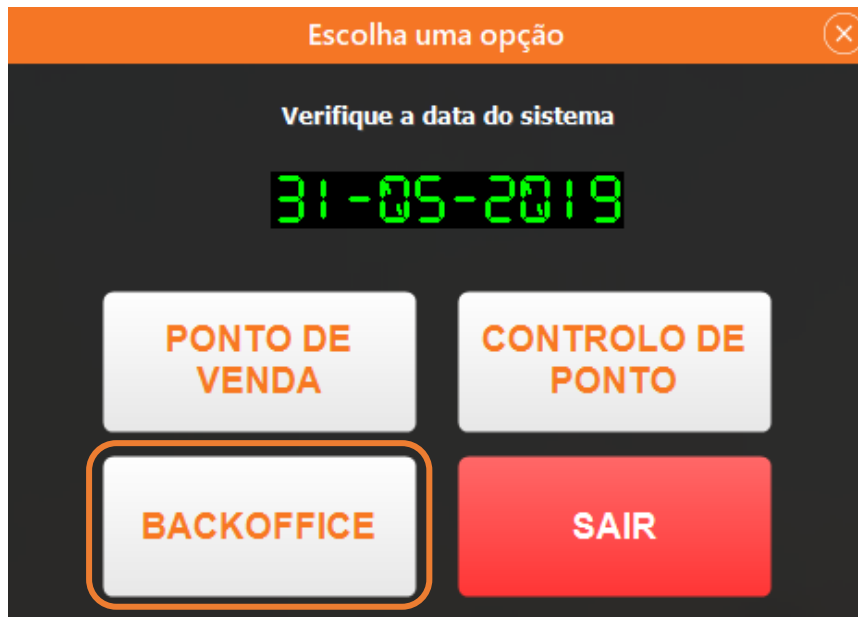 Escolha uma opção
Verifique a data do sistema
31-05-2019
PONTO DE
VENDA
CONTROLO DE
PONTO
BACKOFFICE
SAIR